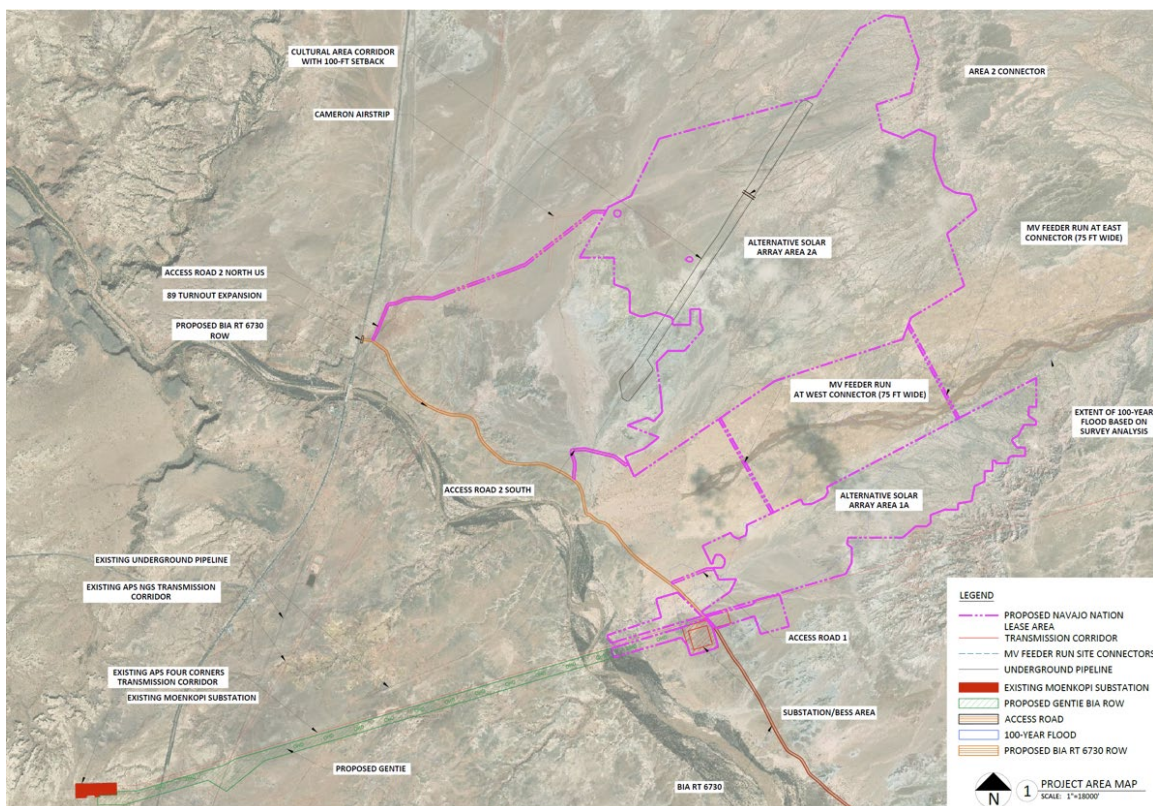 CULTURAL AREA CORRIDOR
WITH 100-FT SETBACK
AREA 2 CONNECTOR
CAMERON AIRSTRIP
MV FEEDER RUN AT EAST
CONNECTOR (75 FT WIDE)
ALTERNATIVE SOLAR
ARRAY AREA 2A
ACCESS ROAD 2 NORTH US
89 TURNOUT EXPANSION
PROPOSED BIA RT 6730
ROW
MV FEEDER RUN
AT WEST CONNECTOR (75 FT WIDE)
EXTENT OF 100-YEAR
FLOOD BASED ON
SURVEY ANALYSIS
ACCESS ROAD 2 SOUTH
ALTERNATIVE SOLAR
ARRAY AREA 1A
EXISTING UNDERGROUND PIPELINE
EXISTING APS NGS TRANSMISSION
CORRIDOR
ACCESS ROAD 1
EXISTING APS FOUR CORNERS
TRANSMISSION CORRIDOR
EXISTING MOENKOPI SUBSTATION
SUBSTATION/BESS AREA
PROPOSED GENTIE
BIA RT 6730
LEGEND
PROPOSED NAVAJO NATION
LEASE AREA
TRANSMISSION CORRIDOR
MV FEEDER RUN SITE CONNECTORS
UNDERGROUND PIPELINE
EXISTING MOENKOPI SUBSTATION
PROPOSED GENTIE BIA ROW
ACCESS ROAD
100-YEAR FLOOD
PROPOSED BIA RT 6730 ROW
N
1
PROJECT AREA MAP
SCALE: 1"=18000'